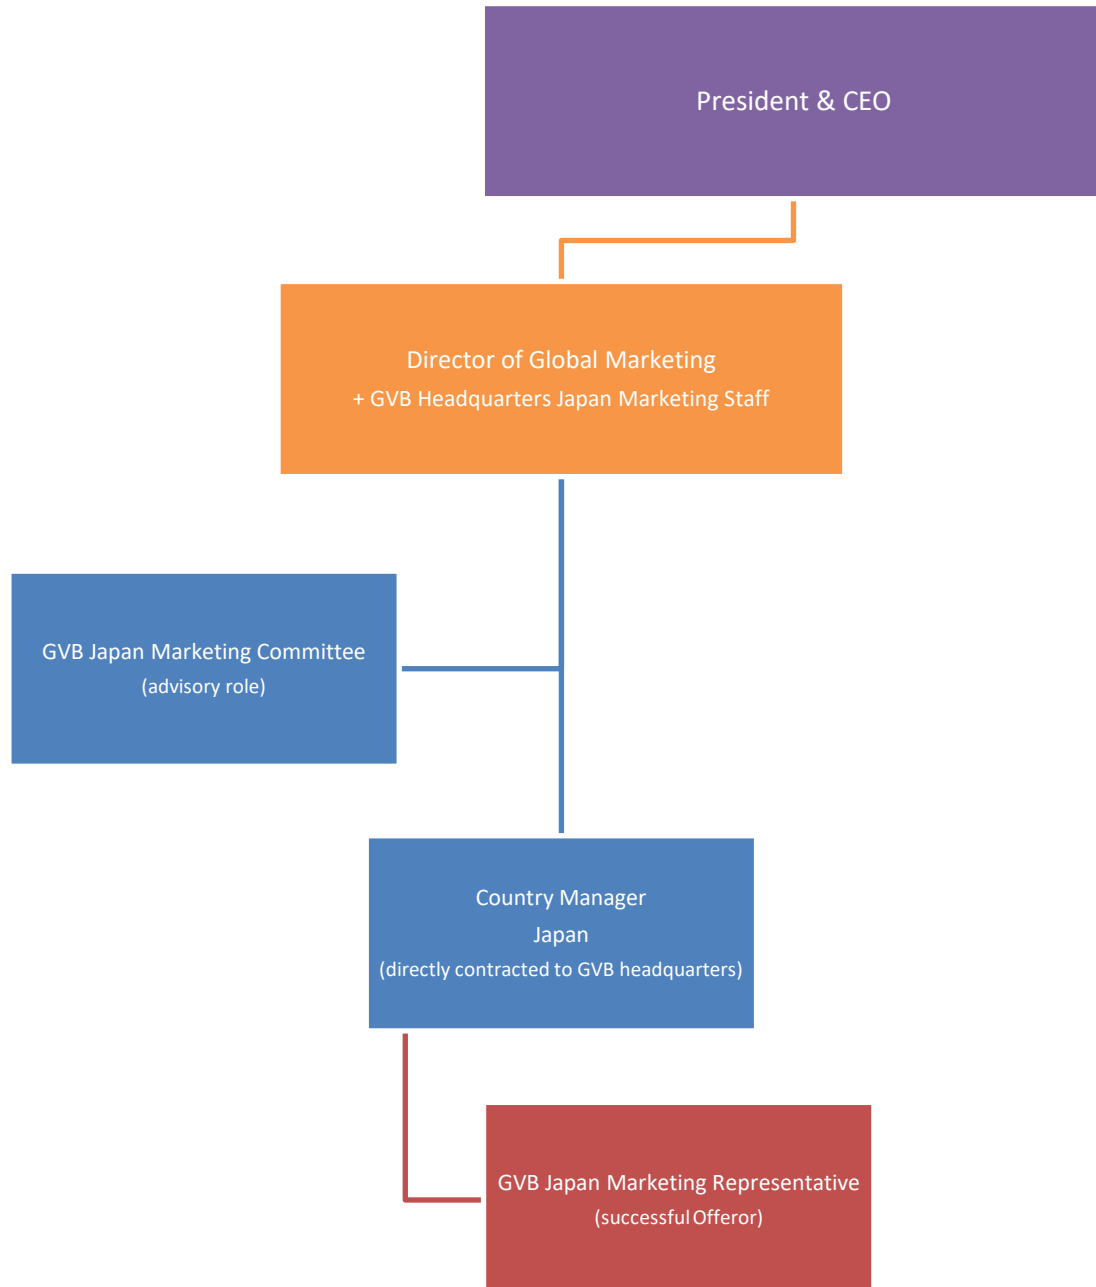 President & CEO
Director of Global Marketing
+ GVB Headquarters Japan Marketing Staff
GVB Japan Marketing Committee
(advisory role)
Country Manager
Japan
(directly contracted to GVB headquarters)
GVB Japan Marketing Representative
(successful Offeror)